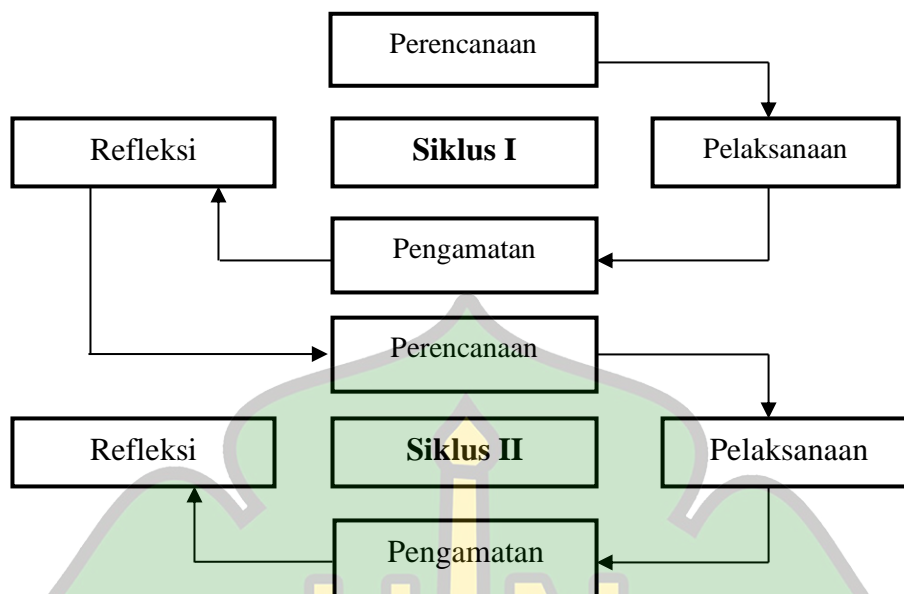 Perencanaan
Refleksi
Siklus I
Pelaksanaan
Pengamatan
Perencanaan
Refleksi
Siklus II
Pelaksanaan
Pengamatan